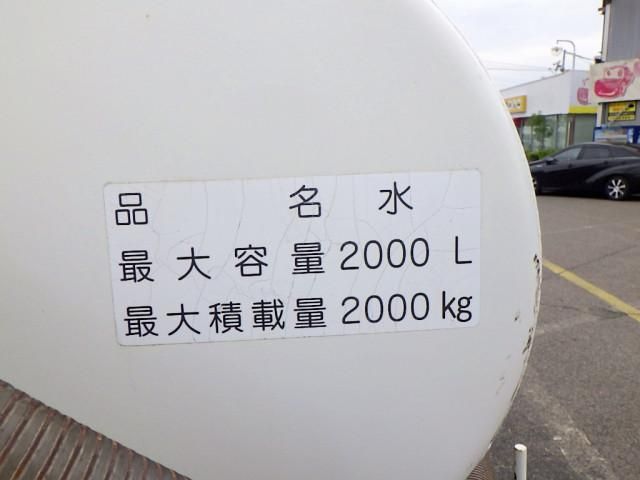 品名 水
最大容量 2000 L
最大積載量 2000 kg